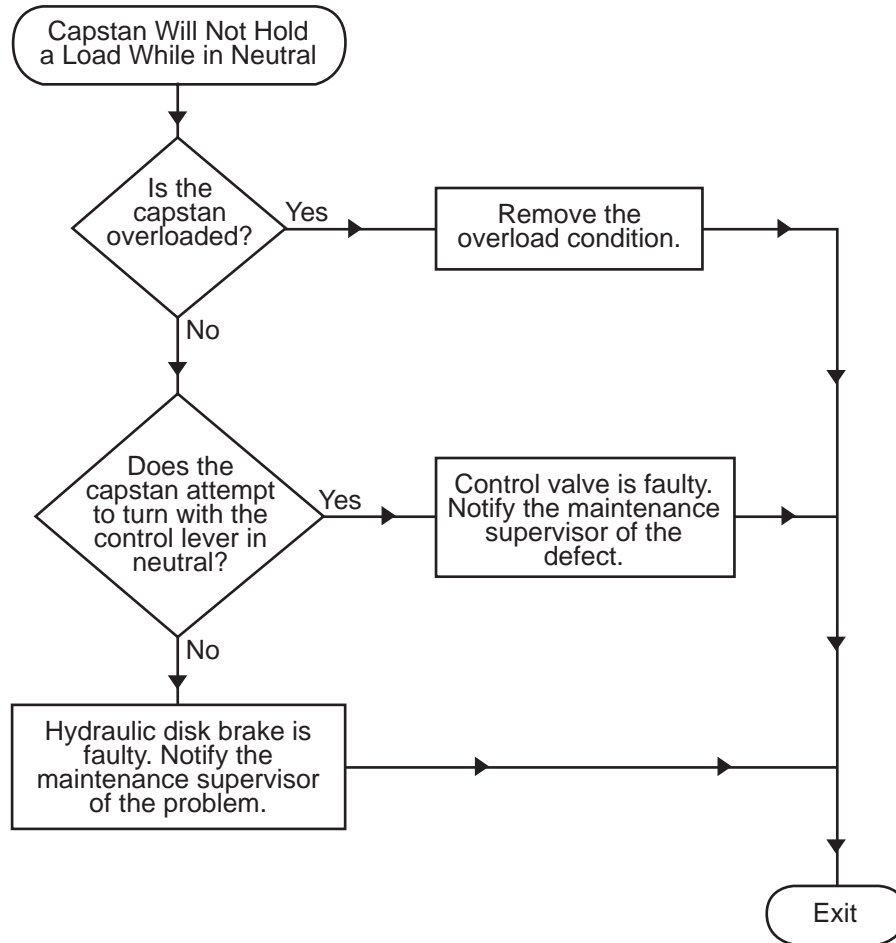 Capstan Will Not Hold
a Load While in Neutral
Is the
capstan
overloaded?
Yes
Remove the
overload condition.
No
Does the
capstan attempt
to turn with the
control lever in
neutral?
Yes
Control valve is faulty.
Notify the maintenance
supervisor of the
defect.
No
Hydraulic disk brake is
faulty. Notify the
maintenance supervisor
of the problem.
Exit